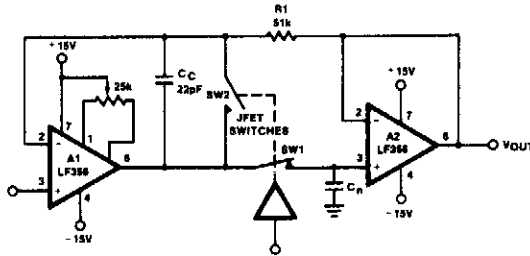 R1
51k
+15V
25k
CC
22pF
SW2
JFET
SWITCHES
+15V
7
1
2
A1
LF356
6
3
4
-15V
SW1
2
7
A2
LF356
6
VOUT
3
Cn
4
-15V